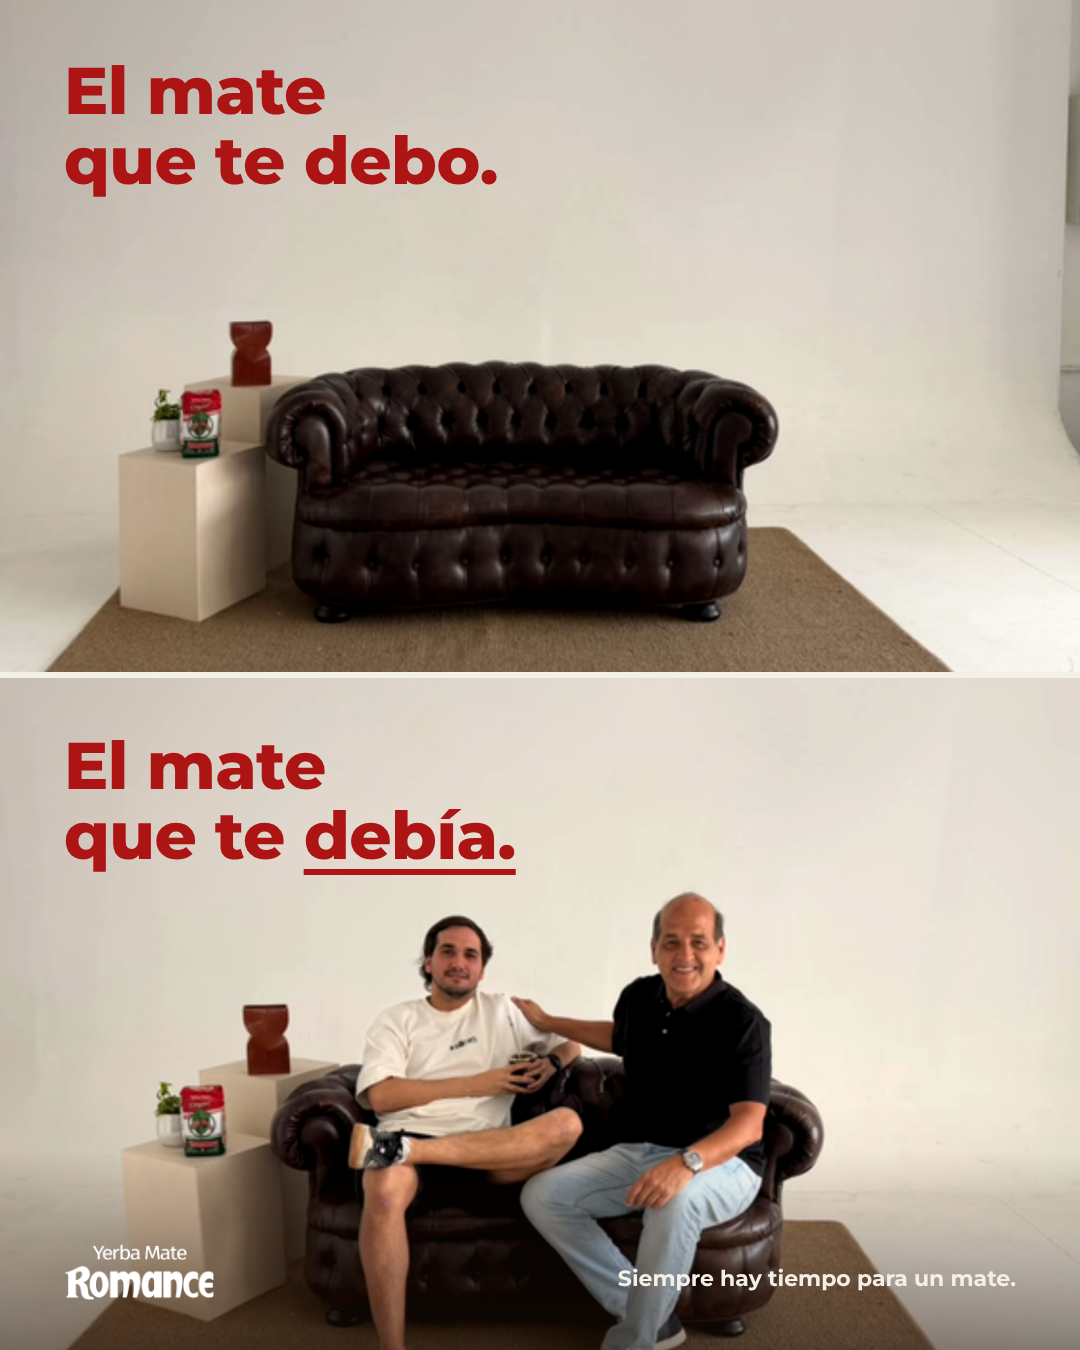 El mate
que te debo.
El mate
que te debía.
Yerba Mate
Romance
Siempre hay tiempo para un mate.